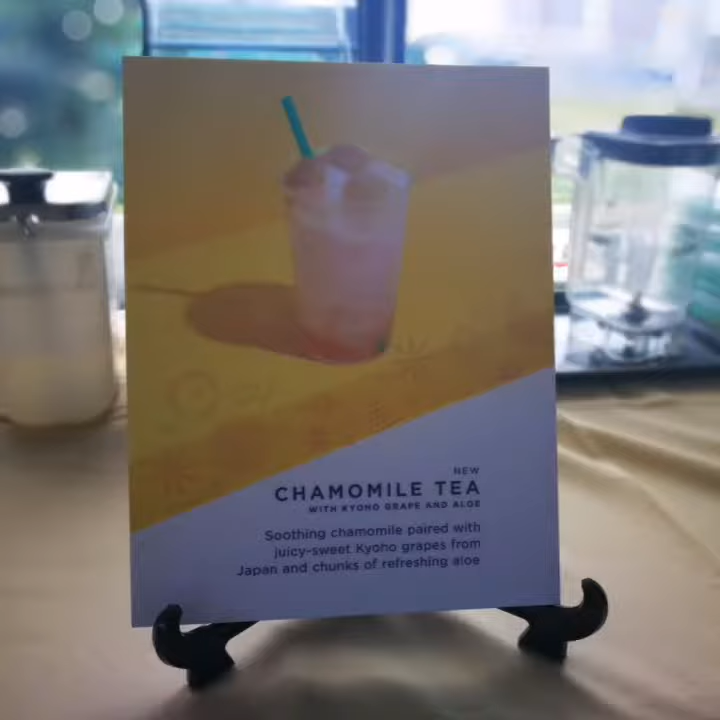 NEW
CHAMOMILE TEA
WITH KYOHO GRAPE AND ALOE
Soothing chamomile paired with
juicy-sweet Kyoho grapes from
Japan and chunks of refreshing aloe